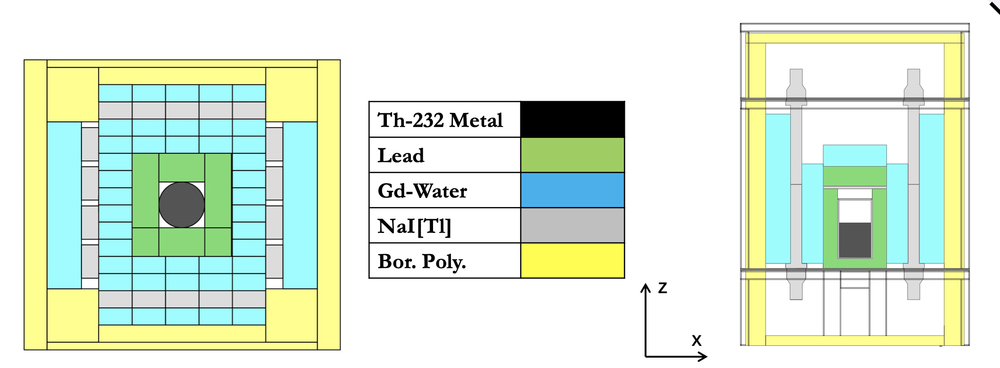 Th-232 Metal
Lead
Gd-Water
NaI[Tl]
Bor. Poly.
Z
X